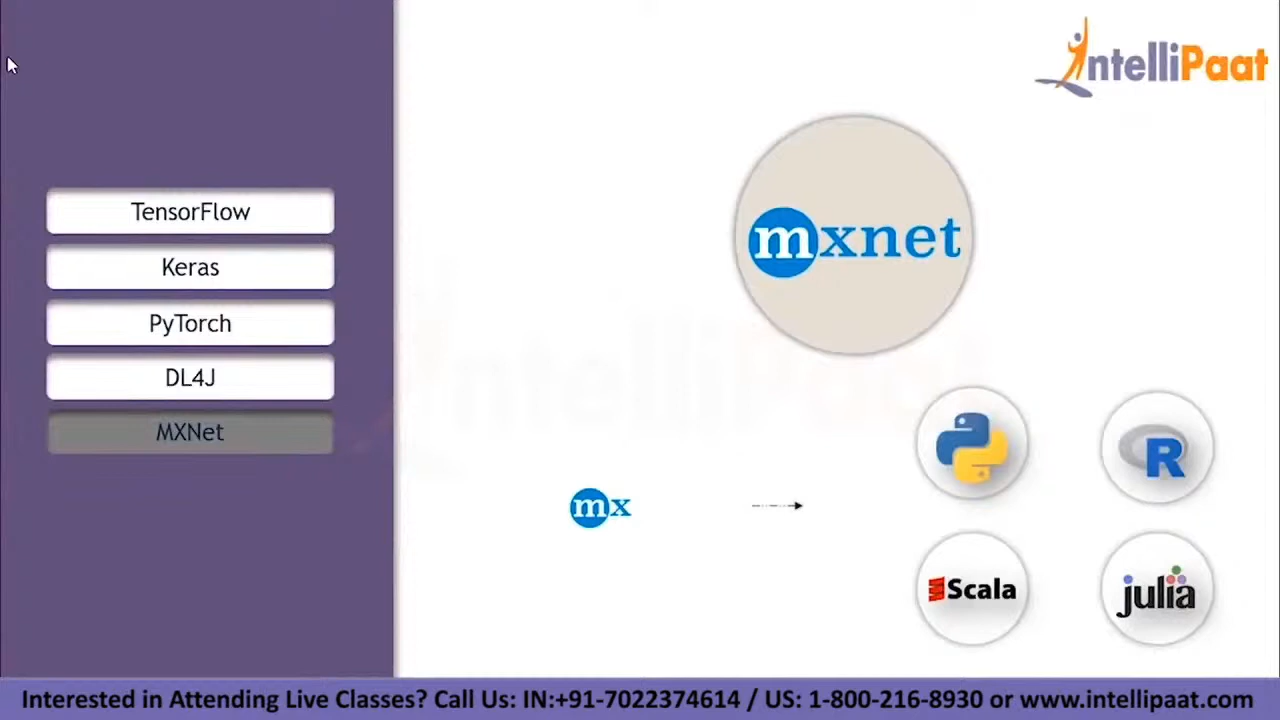 IntelliPaat
TensorFlow
Keras
PyTorch
DL4J
MXNet
mxnet
mx
R
Scala
julia
IntelliPaat
Interested in Attending Live Classes? Call Us: IN:+91-7022374614 / US: 1-800-216-8930 or www.intellipaat.com